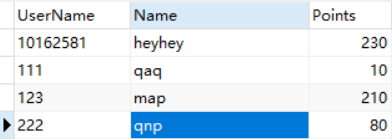 UserName Name Points
10162581 heyhey 230
111 qaq 10
123 map 210
222 qnp 80